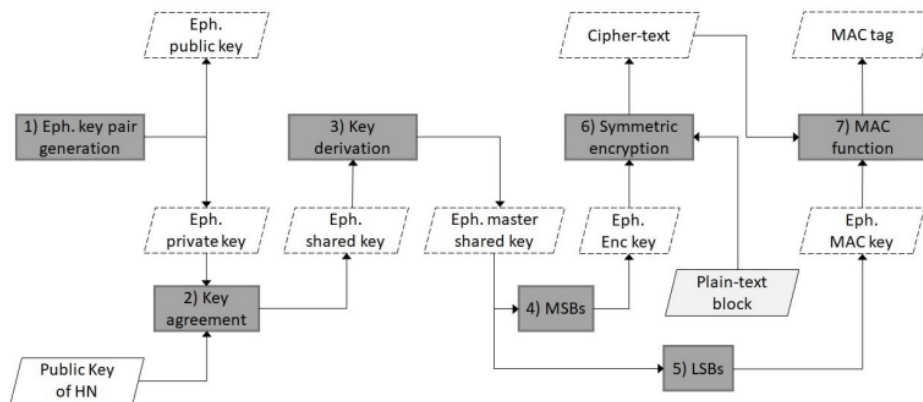 Eph.
public key
Cipher-text
MAC tag
1) Eph. key pair
generation
3) Key
derivation
6) Symmetric
encryption
7) MAC
function
Eph.
private key
Eph.
shared key
Eph. master
shared key
Eph.
Enc key
Eph.
MAC key
2) Key
agreement
4) MSBs
Plain-text
block
Public Key
of HN
5) LSBs